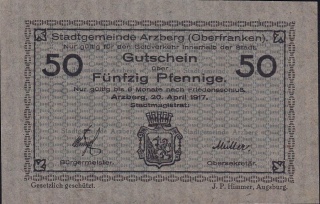 Stadtgemeinde Arzberg (Oberfranken).
Nur gültig für den Geldverkehr innerhalb der Stadt.
50 Gutschein 50
über
Fünfzig Pfennige.
Nur gültig bis 6 Monate nach Friedensschluß.
Arzberg, 20. April 1917.
Stadtmagistrat:
Müller.
Bürgermeister. Obersekretär.
Gesetzlich geschützt. J. P. Himmer, Augsburg.